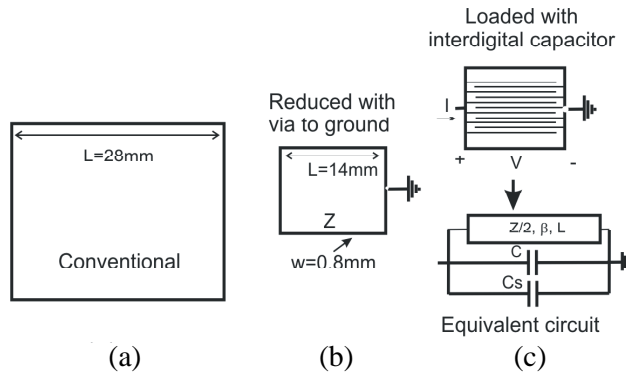 Loaded with
interdigital capacitor
Reduced with
via to ground
L=28mm
Conventional
L=14mm
Z
w=0.8mm
I
+ V -
Z/2, β, L
C
Cs
Equivalent circuit
(a) (b) (c)